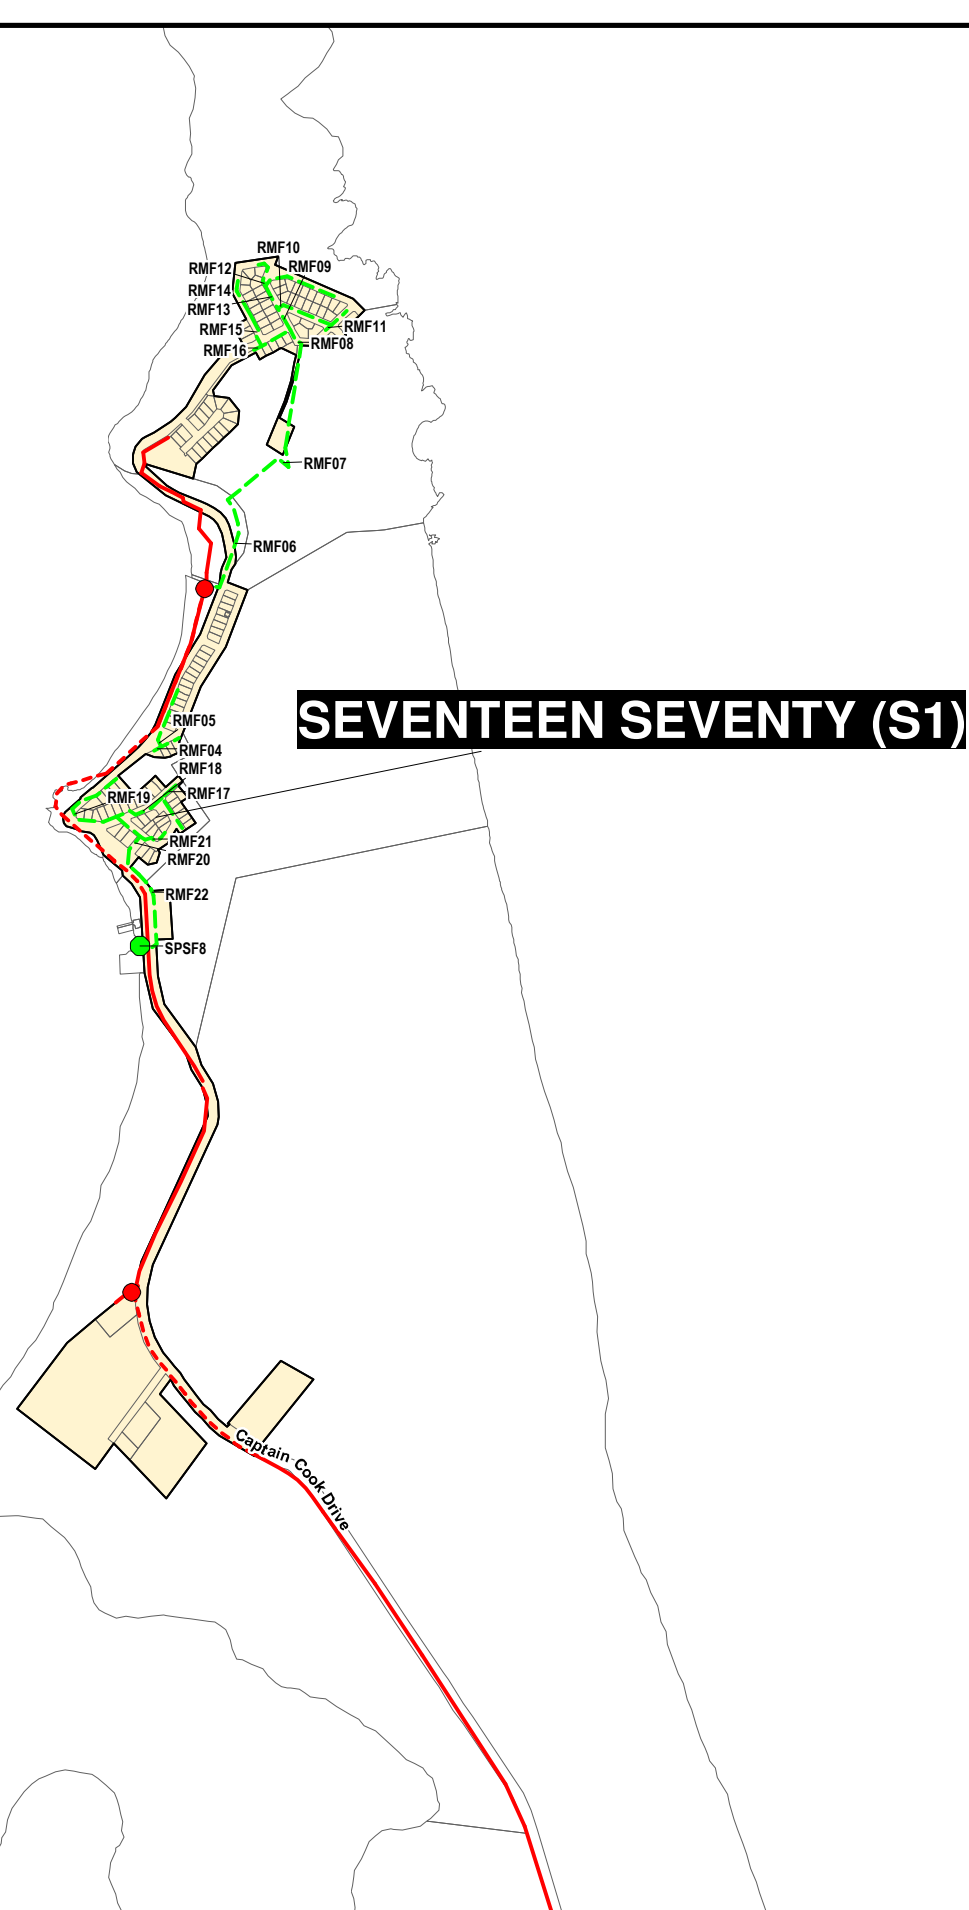 RMF10
RMF12
RMF09
RMF14
RMF13
RMF11
RMF15
RMF08
RMF16
RMF07
RMF06
SEVENTEEN SEVENTY (S1)
RMF05
RMF04
RMF18
RMF17
RMF19
RMF21
RMF20
RMF22
SPSF8
Captain Cook Drive